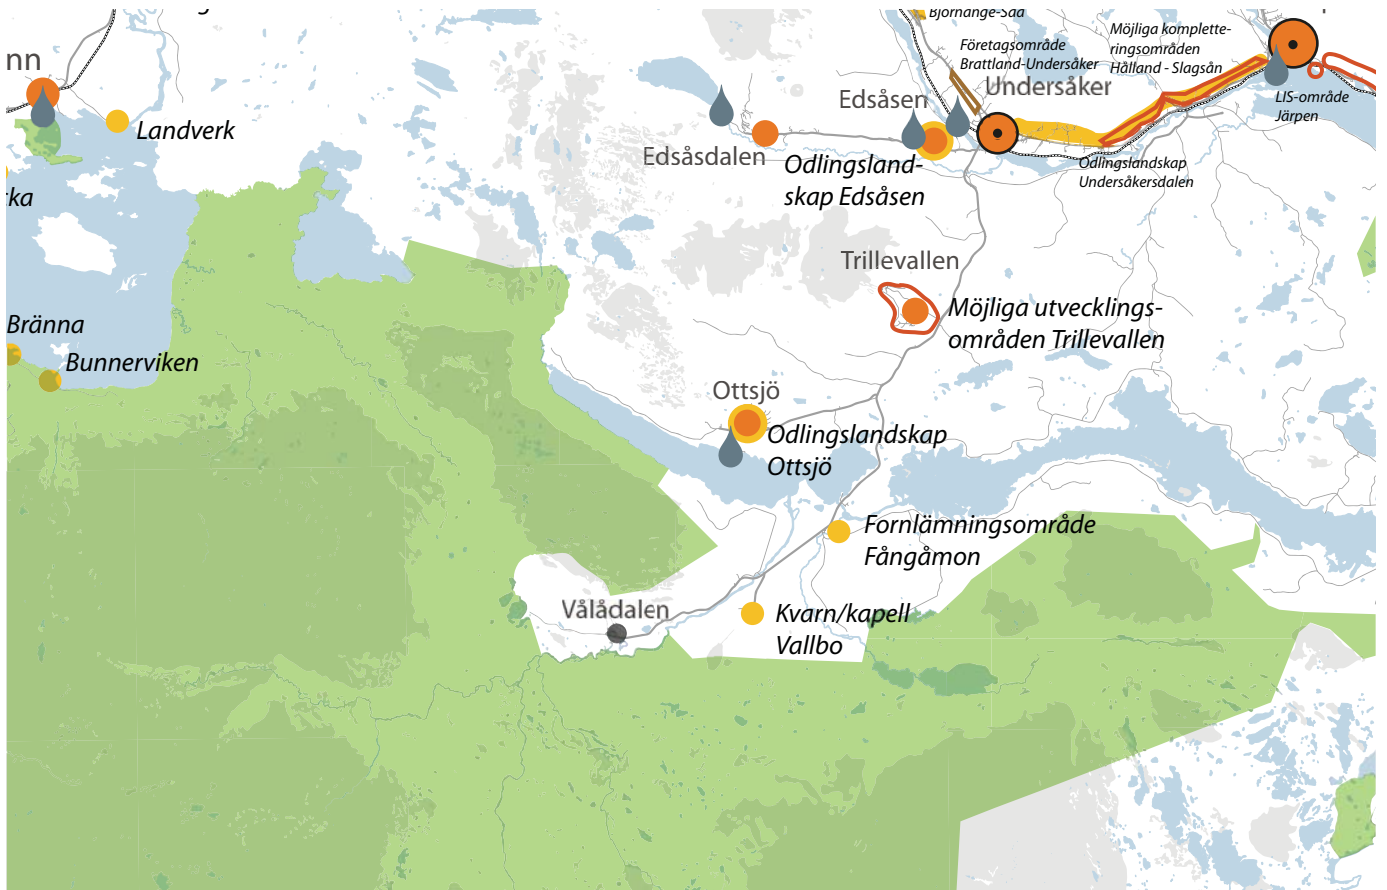 Björnänge-Såå
Företagsområde
Brattland-Undersåker
Möjliga komplette-
ringsområden
Hålland - Slagsån
nn
Landverk
Edsåsen
Undersåker
LIS-område
Järpen
Edsåsdalen
Odlingsland-
skap Edsåsen
Odlingslandskap
Undersåkersdalen
ka
Trillevallen
Möjliga utvecklings-
områden Trillevallen
Bränna
Bunnerviken
Ottsjö
Odlingslandskap
Ottsjö
Fornlämningsområde
Fångåmon
Vålådalen
Kvarn/kapell
Vallbo